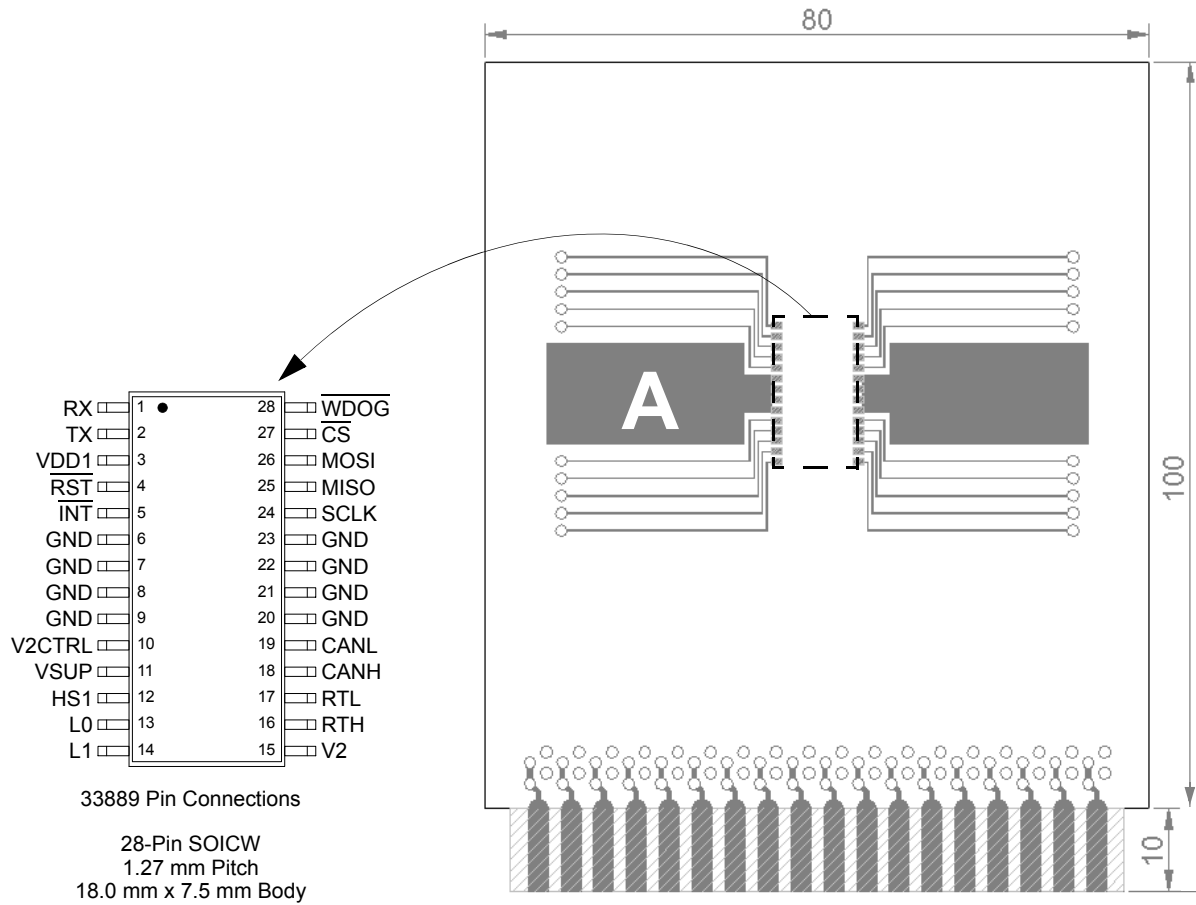 80
A
100
10
RX 1 28 WDOG
TX 2 27 CS
VDD1 3 26 MOSI
RST 4 25 MISO
INT 5 24 SCLK
GND 6 23 GND
GND 7 22 GND
GND 8 21 GND
GND 9 20 GND
V2CTRL 10 19 CANL
VSUP 11 18 CANH
HS1 12 17 RTL
L0 13 16 RTH
L1 14 15 V2
33889 Pin Connections
28-Pin SOICW
1.27 mm Pitch
18.0 mm x 7.5 mm Body